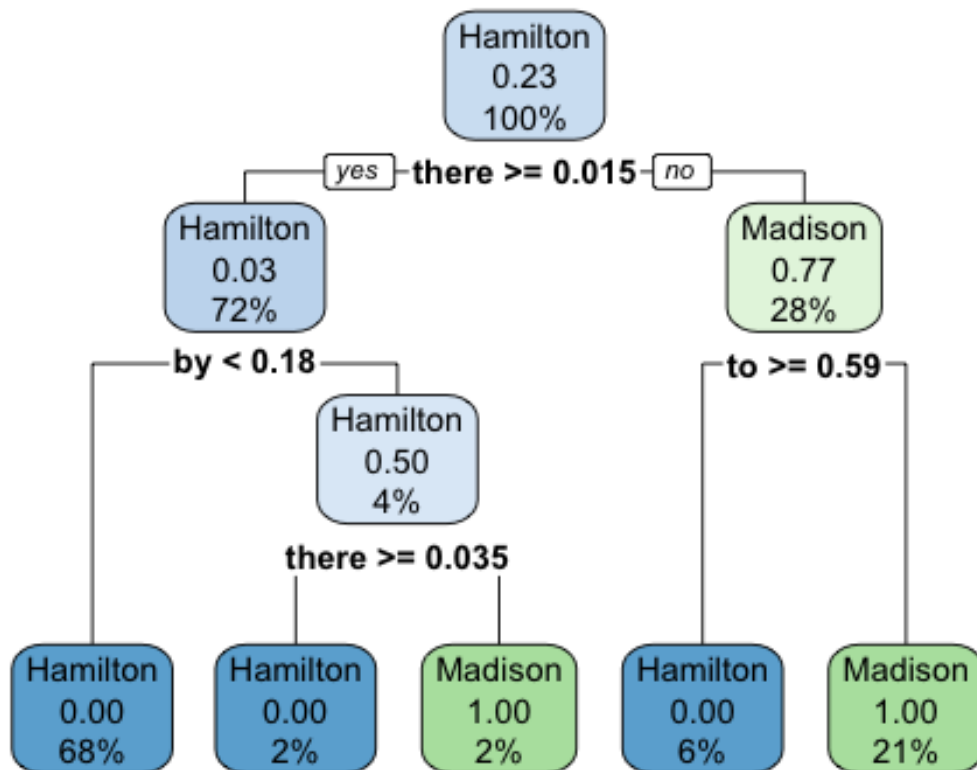 Hamilton
0.23
100%
yes there >= 0.015 no
Hamilton
0.03
72%
Madison
0.77
28%
by < 0.18
to >= 0.59
Hamilton
0.50
4%
there >= 0.035
Hamilton
0.00
68%
Hamilton
0.00
2%
Madison
1.00
2%
Hamilton
0.00
6%
Madison
1.00
21%